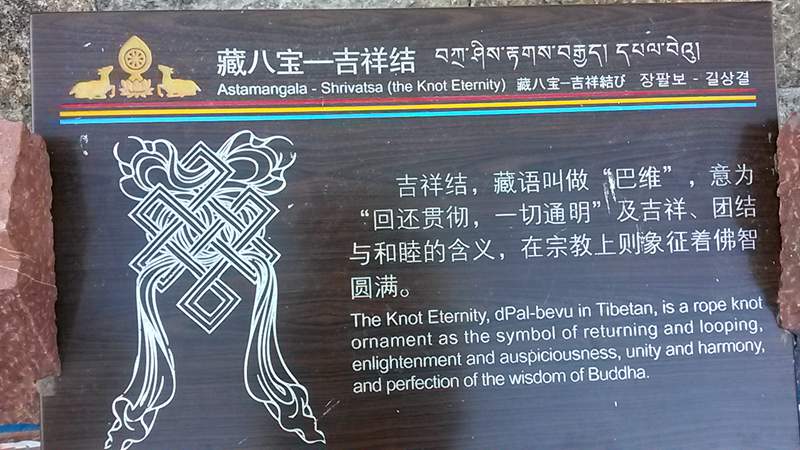 藏八宝—吉祥结 བཀྲ་ཤིས་རྟགས་བརྒྱད། དཔལ་བེའུ།
Astamangala - Shrivatsa (the Knot Eternity) 藏八宝—吉祥結び 장팔보 - 길상결
吉祥结，藏语叫做“巴维”，意为
“回还贯彻，一切通明”及吉祥、团结
与和睦的含义，在宗教上则象征着佛智
圆满。
The Knot Eternity, dPal-bevu in Tibetan, is a rope knot
ornament as the symbol of returning and looping,
enlightenment and auspiciousness, unity and harmony,
and perfection of the wisdom of Buddha.